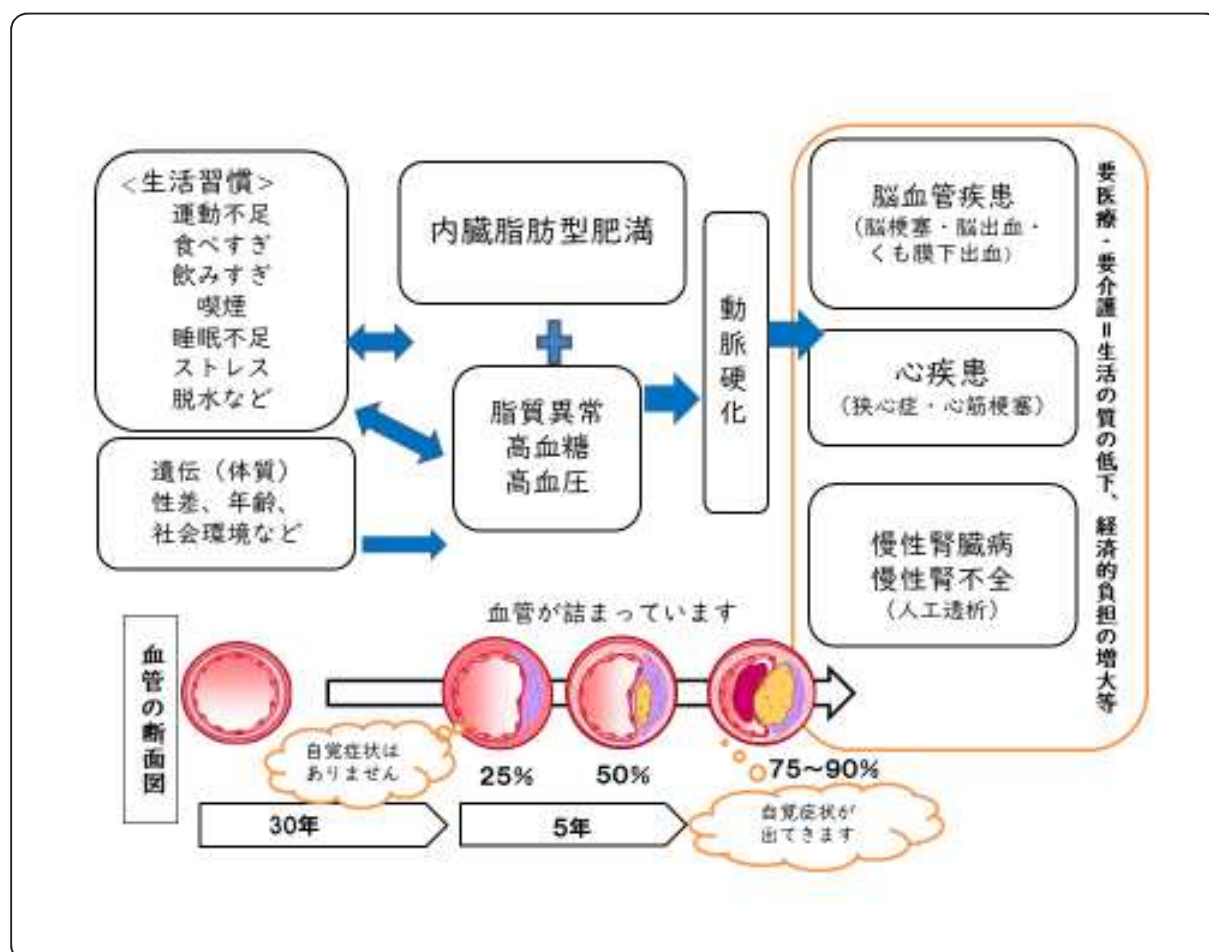 <生活習慣>
運動不足
食べすぎ
飲みすぎ
喫煙
睡眠不足
ストレス
脱水など
遺伝（体質）
性差、年齢、
社会環境など
内臓脂肪型肥満
脂質異常
高血糖
高血圧
動脈硬化
脳血管疾患
（脳梗塞・脳出血・
くも膜下出血）
心疾患
（狭心症・心筋梗塞）
慢性腎臓病
慢性腎不全
（人工透析）
要医療・要介護＝生活の質の低下、経済的負担の増大等
血管が詰まっています
血管の断面図
自覚症状は
ありません
25%
50%
75～90%
30年
5年
自覚症状が
出てきます